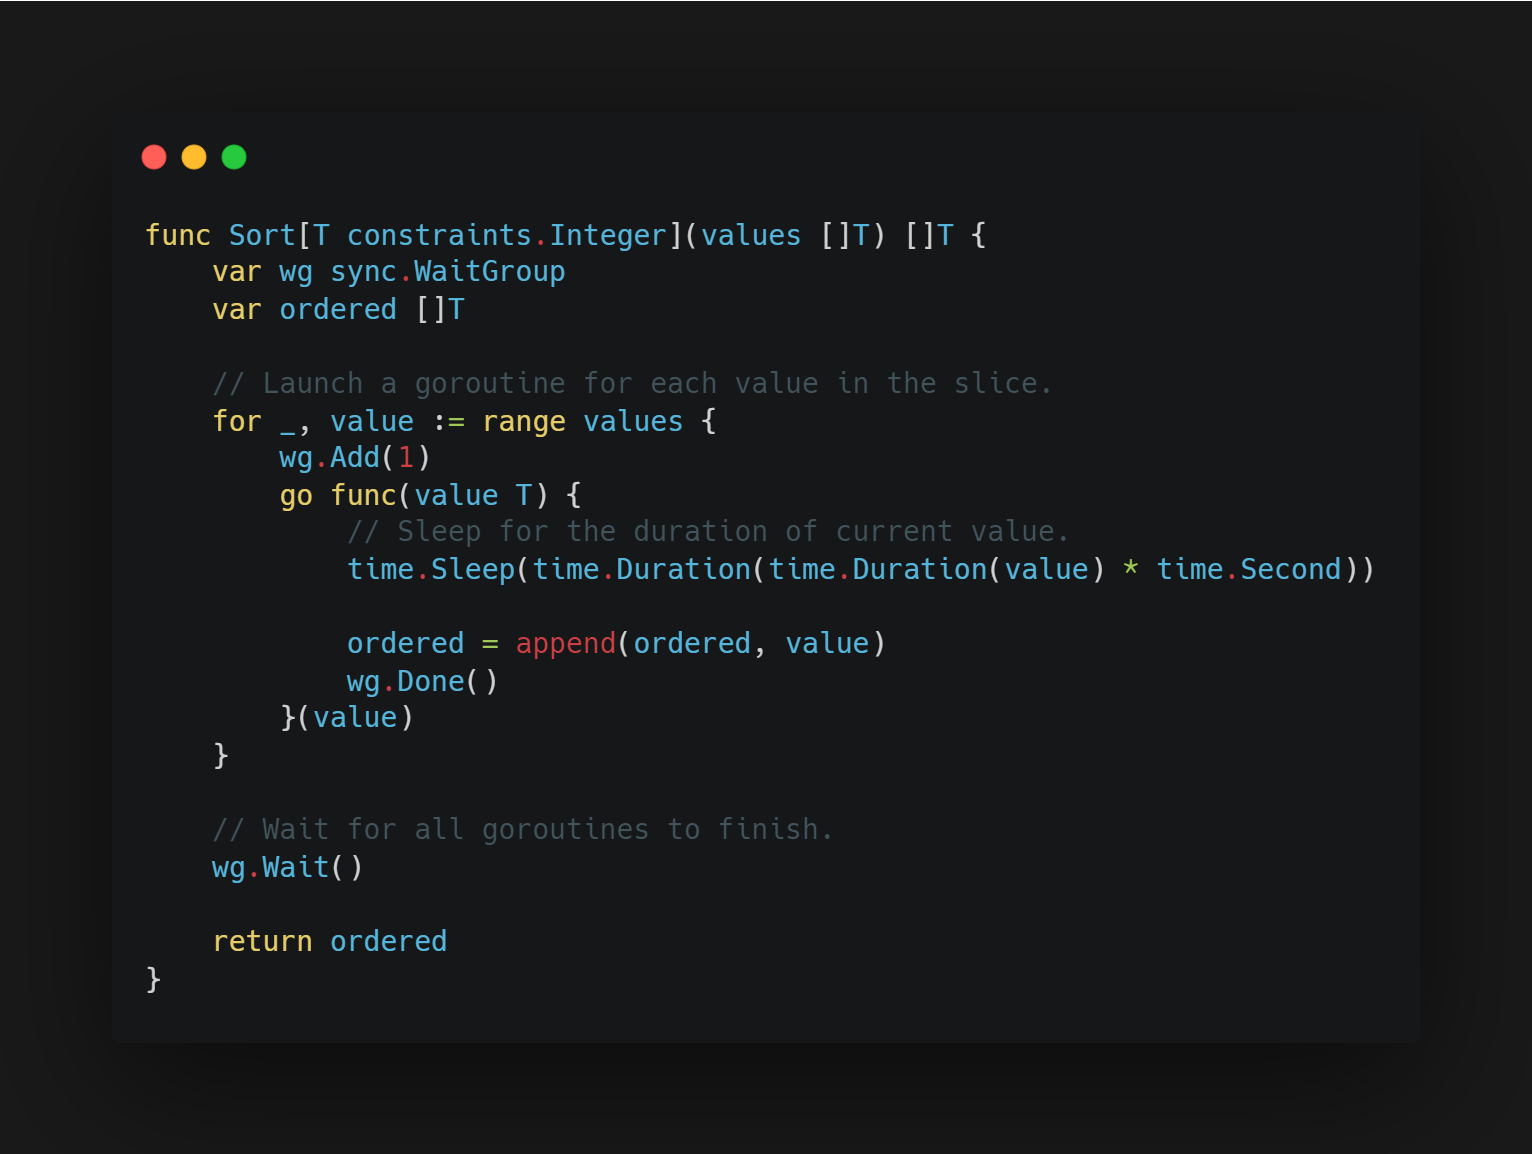 func Sort[T constraints.Integer](values []T) []T {
    var wg sync.WaitGroup
    var ordered []T

    // Launch a goroutine for each value in the slice.
    for _, value := range values {
        wg.Add(1)
        go func(value T) {
            // Sleep for the duration of current value.
            time.Sleep(time.Duration(time.Duration(value) * time.Second))

            ordered = append(ordered, value)
            wg.Done()
        }(value)
    }

    // Wait for all goroutines to finish.
    wg.Wait()

    return ordered
}